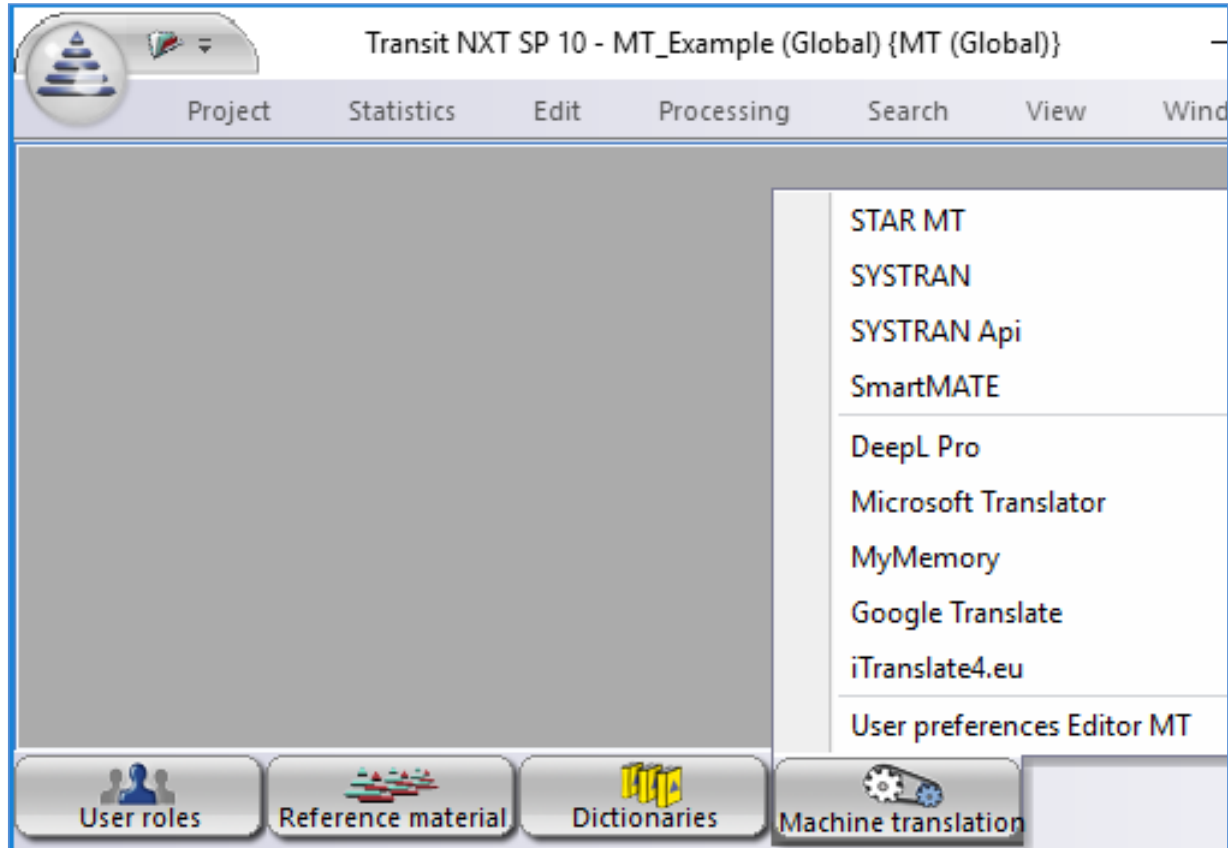 Transit NXT SP 10 - MT_Example (Global) {MT (Global)}
Project Statistics Edit Processing Search View Wind
STAR MT
SYSTRAN
SYSTRAN Api
SmartMATE
DeepL Pro
Microsoft Translator
MyMemory
Google Translate
iTranslate4.eu
User preferences Editor MT
User roles Reference material Dictionaries Machine translation